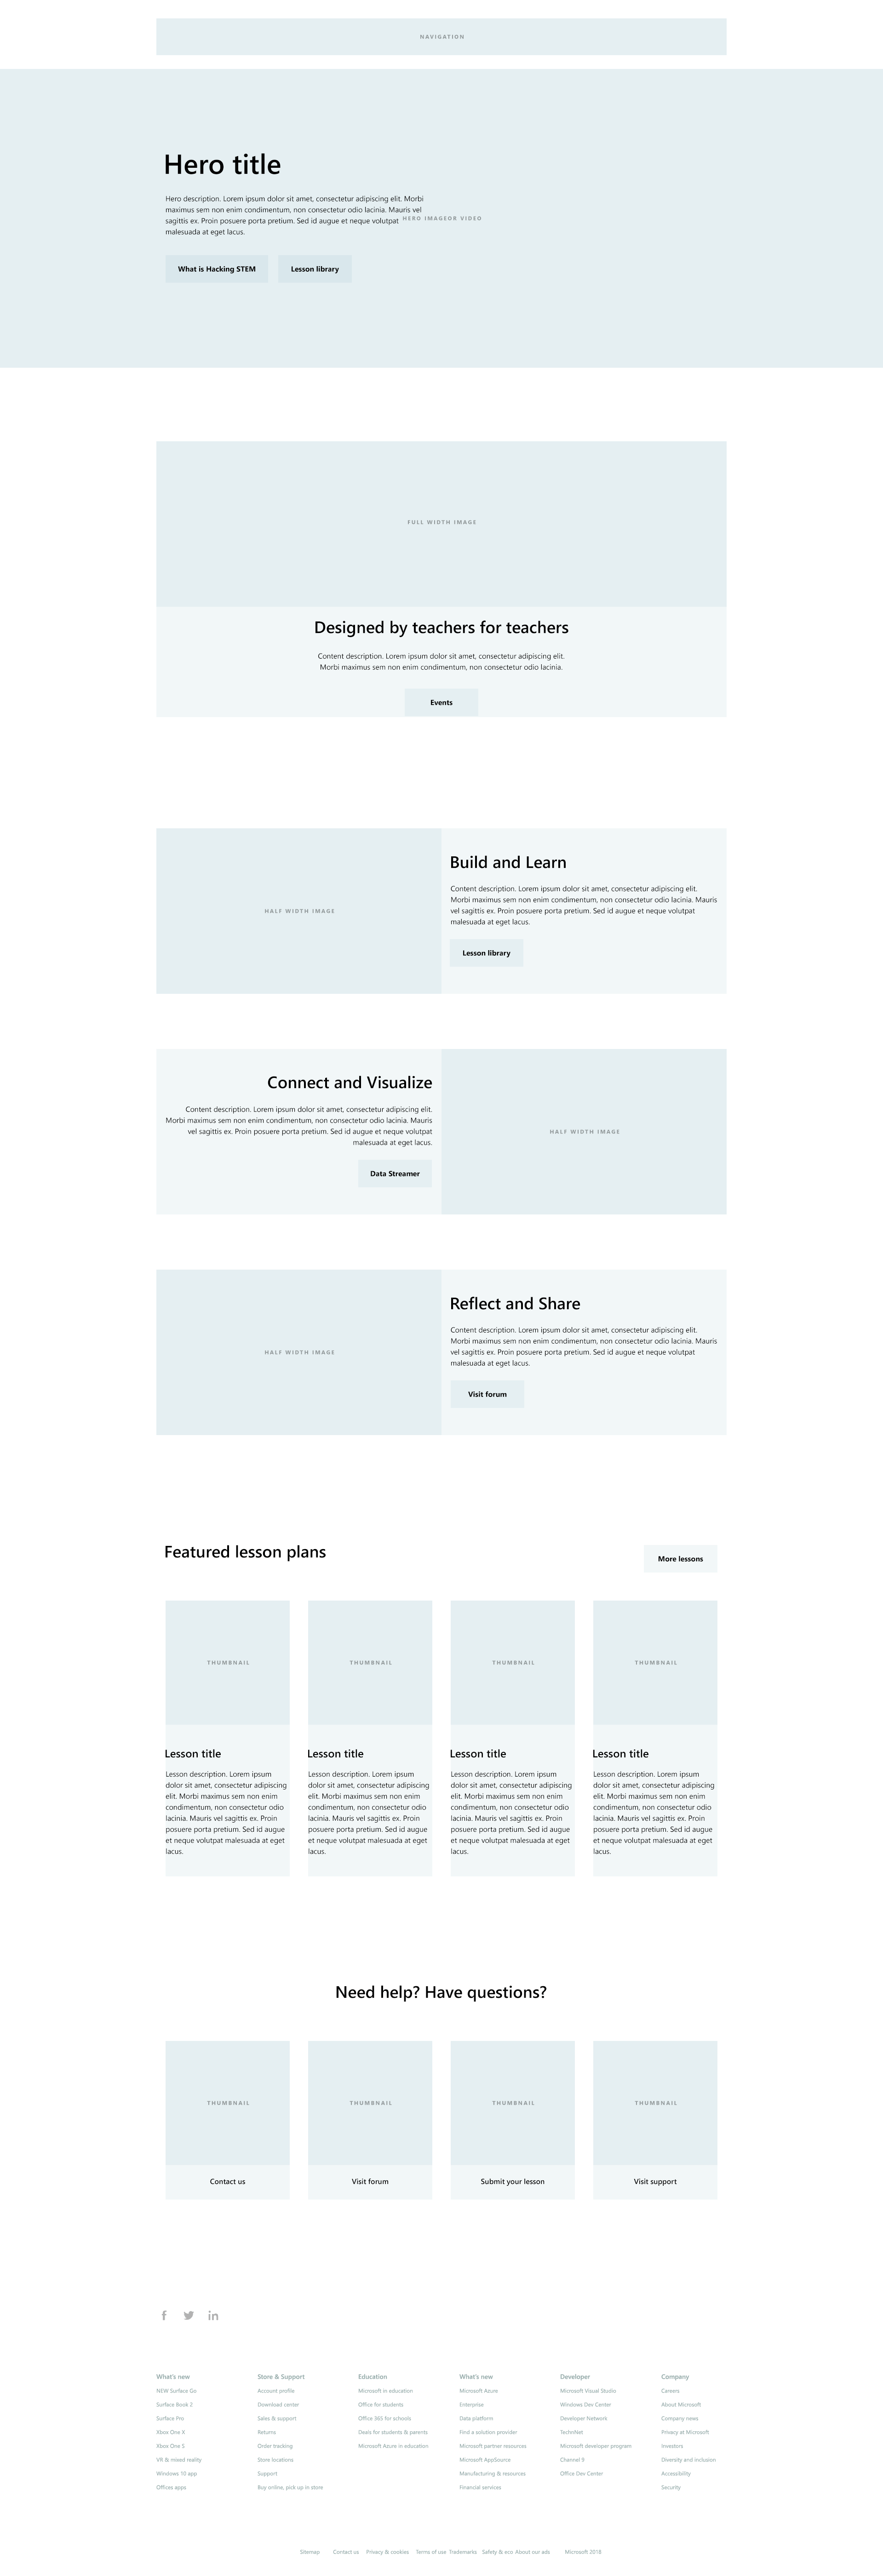 NAVIGATION
Hero title
Hero description. Lorem ipsum dolor sit amet, consectetur adipiscing elit. Morbi
maximus sem non enim condimentum, non consectetur odio lacinia. Mauris vel
sagittis ex. Proin posuere porta pretium. Sed id augue et neque volutpat
malesuada at eget lacus.
HERO IMAGEOR VIDEO
What is Hacking STEM
Lesson library
FULL WIDTH IMAGE
Designed by teachers for teachers
Content description. Lorem ipsum dolor sit amet, consectetur adipiscing elit.
Morbi maximus sem non enim condimentum, non consectetur odio lacinia.
Events
HALF WIDTH IMAGE
Build and Learn
Content description. Lorem ipsum dolor sit amet, consectetur adipiscing elit.
Morbi maximus sem non enim condimentum, non consectetur odio lacinia. Mauris
vel sagittis ex. Proin posuere porta pretium. Sed id augue et neque volutpat
malesuada at eget lacus.
Lesson library
Connect and Visualize
Content description. Lorem ipsum dolor sit amet, consectetur adipiscing elit.
Morbi maximus sem non enim condimentum, non consectetur odio lacinia. Mauris
vel sagittis ex. Proin posuere porta pretium. Sed id augue et neque volutpat
malesuada at eget lacus.
Data Streamer
HALF WIDTH IMAGE
HALF WIDTH IMAGE
Reflect and Share
Content description. Lorem ipsum dolor sit amet, consectetur adipiscing elit.
Morbi maximus sem non enim condimentum, non consectetur odio lacinia. Mauris
vel sagittis ex. Proin posuere porta pretium. Sed id augue et neque volutpat
malesuada at eget lacus.
Visit forum
Featured lesson plans
More lessons
THUMBNAIL
Lesson title
Lesson description. Lorem ipsum
dolor sit amet, consectetur adipiscing
elit. Morbi maximus sem non enim
condimentum, non consectetur odio
lacinia. Mauris vel sagittis ex. Proin
posuere porta pretium. Sed id augue
et neque volutpat malesuada at eget
lacus.
THUMBNAIL
Lesson title
Lesson description. Lorem ipsum
dolor sit amet, consectetur adipiscing
elit. Morbi maximus sem non enim
condimentum, non consectetur odio
lacinia. Mauris vel sagittis ex. Proin
posuere porta pretium. Sed id augue
et neque volutpat malesuada at eget
lacus.
THUMBNAIL
Lesson title
Lesson description. Lorem ipsum
dolor sit amet, consectetur adipiscing
elit. Morbi maximus sem non enim
condimentum, non consectetur odio
lacinia. Mauris vel sagittis ex. Proin
posuere porta pretium. Sed id augue
et neque volutpat malesuada at eget
lacus.
THUMBNAIL
Lesson title
Lesson description. Lorem ipsum
dolor sit amet, consectetur adipiscing
elit. Morbi maximus sem non enim
condimentum, non consectetur odio
lacinia. Mauris vel sagittis ex. Proin
posuere porta pretium. Sed id augue
et neque volutpat malesuada at eget
lacus.
Need help? Have questions?
THUMBNAIL
Contact us
THUMBNAIL
Visit forum
THUMBNAIL
Submit your lesson
THUMBNAIL
Visit support
f
in
What's new
NEW Surface Go
Surface Book 2
Surface Pro
Xbox One X
Xbox One S
VR & mixed reality
Windows 10 app
Offices apps
Store & Support
Account profile
Download center
Sales & support
Returns
Order tracking
Store locations
Support
Buy online, pick up in store
Education
Microsoft in education
Office for students
Office 365 for schools
Deals for students & parents
Microsoft Azure in education
What's new
Microsoft Azure
Enterprise
Data platform
Find a solution provider
Microsoft partner resources
Microsoft AppSource
Manufacturing & resources
Financial services
Developer
Microsoft Visual Studio
Windows Dev Center
Developer Network
TechNet
Microsoft developer program
Channel 9
Office Dev Center
Company
Careers
About Microsoft
Company news
Privacy at Microsoft
Investors
Diversity and inclusion
Accessibility
Security
Sitemap Contact us Privacy & cookies Terms of use Trademarks Safety & eco About our ads Microsoft 2018